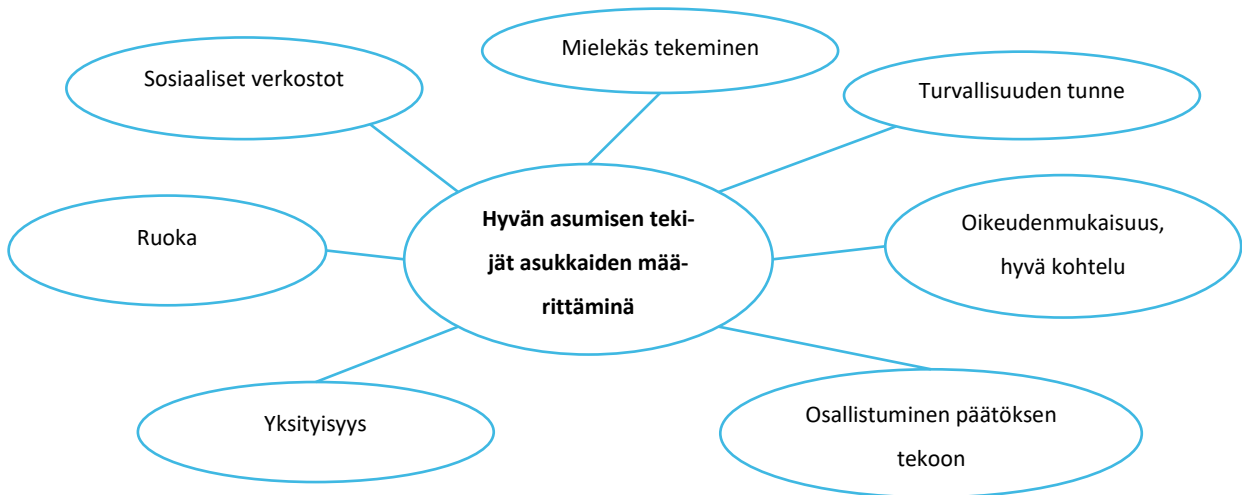 Mielekäs tekeminen
Sosiaaliset verkostot
Turvallisuuden tunne
Ruoka
Hyvän asumisen teki-
jät asukkaiden mää-
rittäminä
Oikeudenmukaisuus,
hyvä kohtelu
Yksityisyys
Osallistuminen päätöksen
tekoon